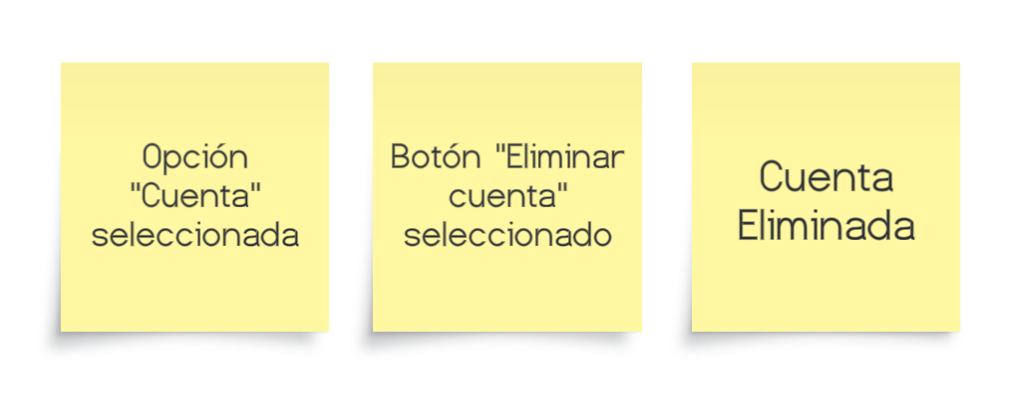 Opción
"Cuenta"
seleccionada
Botón "Eliminar
cuenta"
seleccionado
Cuenta
Eliminada